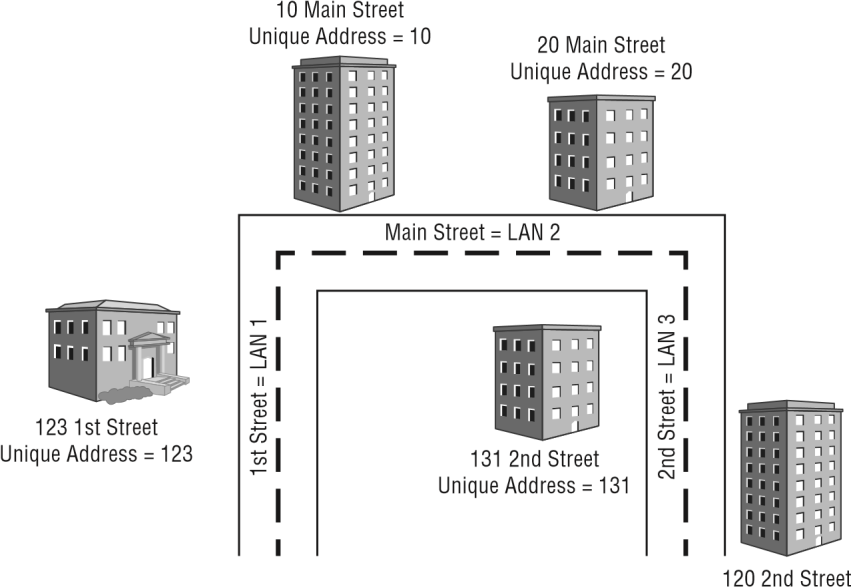 10 Main Street
Unique Address = 10
20 Main Street
Unique Address = 20
Main Street = LAN 2
1st Street = LAN 1
2nd Street = LAN 3
123 1st Street
Unique Address = 123
131 2nd Street
Unique Address = 131
120 2nd Street